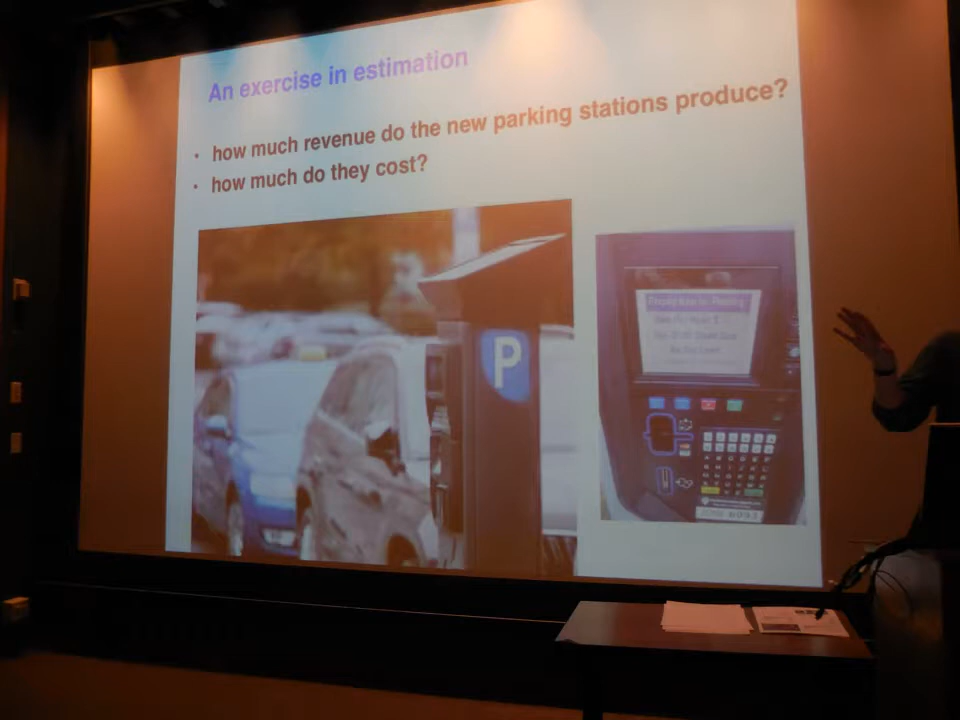 An exercise in estimation
· how much revenue do the new parking stations produce?
· how much do they cost?
P